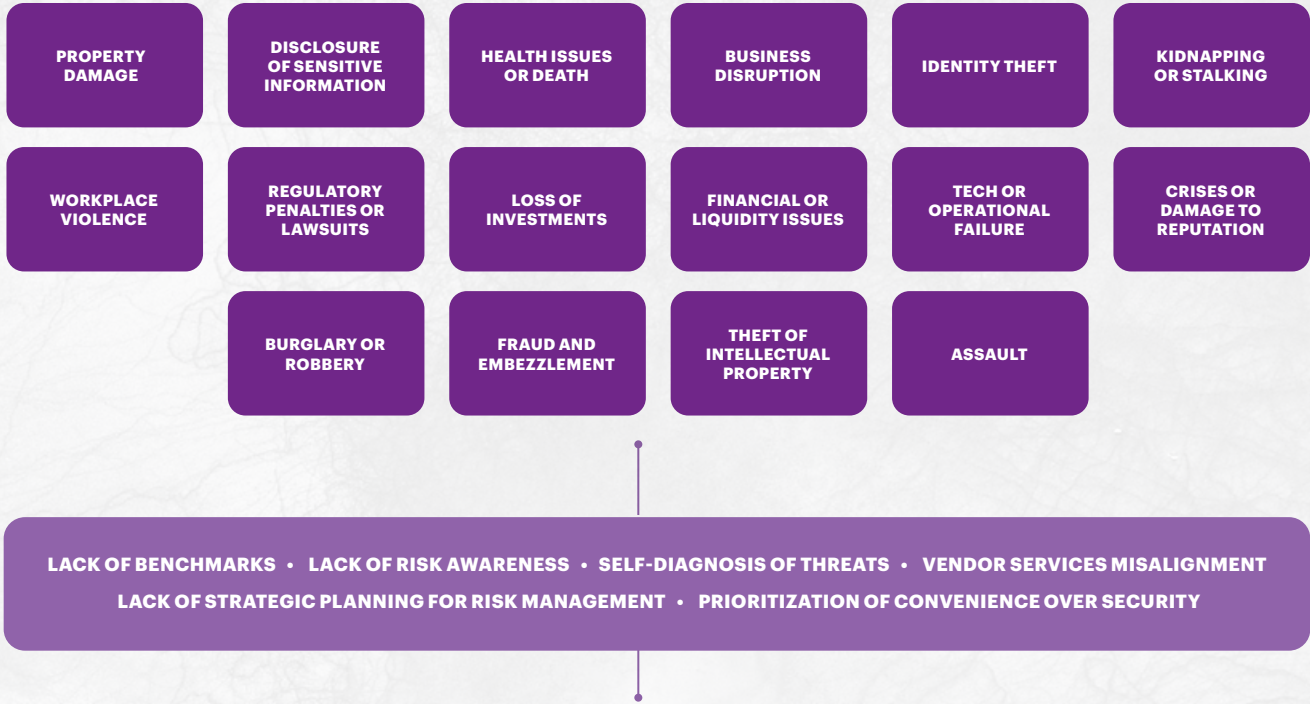 PROPERTY
DAMAGE
DISCLOSURE
OF SENSITIVE
INFORMATION
HEALTH ISSUES
OR DEATH
BUSINESS
DISRUPTION
IDENTITY THEFT
KIDNAPPING
OR STALKING
WORKPLACE
VIOLENCE
REGULATORY
PENALTIES OR
LAWSUITS
LOSS OF
INVESTMENTS
FINANCIAL OR
LIQUIDITY ISSUES
TECH OR
OPERATIONAL
FAILURE
CRISES OR
DAMAGE TO
REPUTATION
BURGLARY OR
ROBBERY
FRAUD AND
EMBEZZLEMENT
THEFT OF
INTELLECTUAL
PROPERTY
ASSAULT
LACK OF BENCHMARKS • LACK OF RISK AWARENESS • SELF-DIAGNOSIS OF THREATS • VENDOR SERVICES MISALIGNMENT
LACK OF STRATEGIC PLANNING FOR RISK MANAGEMENT • PRIORITIZATION OF CONVENIENCE OVER SECURITY